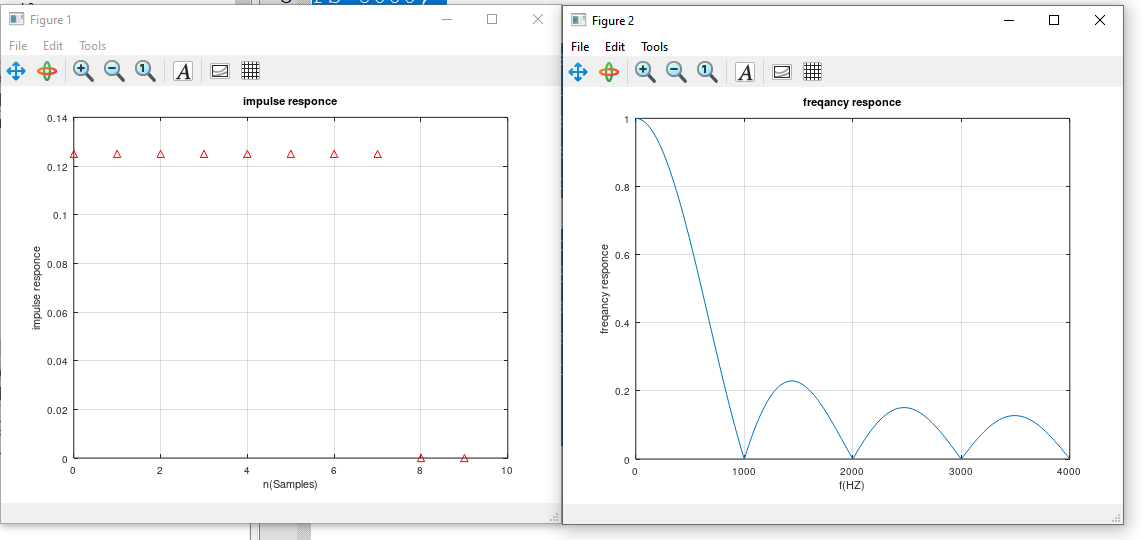 Figure 1
File Edit Tools
A
impulse responce
0.14
0.12
0.1
0.08
0.06
0.04
0.02
0
impulse responce
0 2 4 6 8 10
n(Samples)
Figure 2
File Edit Tools
A
freqancy responce
1
0.8
0.6
0.4
0.2
0
freqancy responce
0 1000 2000 3000 4000
f(HZ)